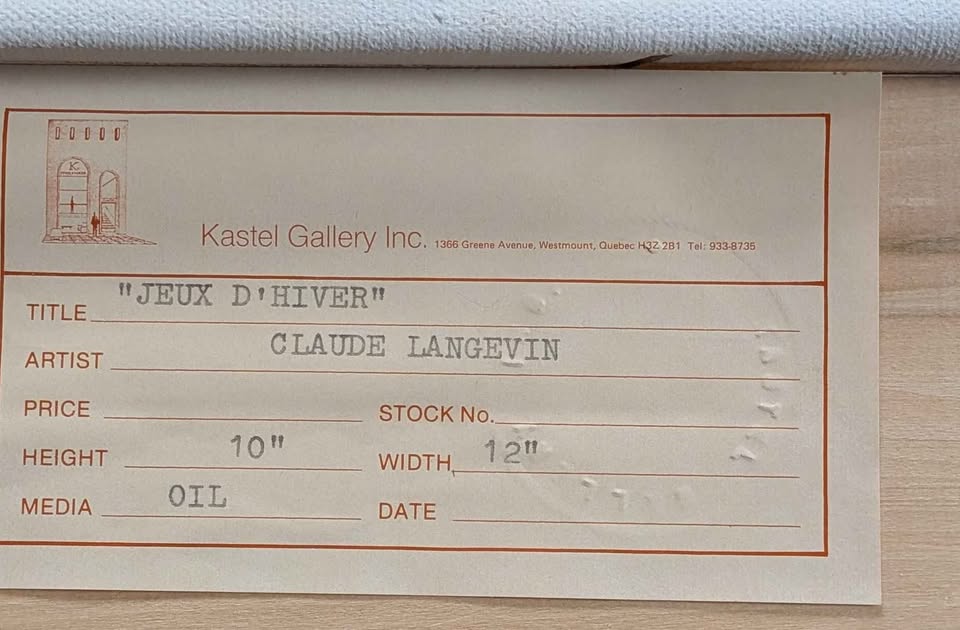 K
Kastel Gallery Inc. 1366 Greene Avenue, Westmount, Quebec H3Z 2B1 Tel: 933-8735
TITLE "JEUX D'HIVER"
ARTIST CLAUDE LANGEVIN
PRICE STOCK No.
HEIGHT 10" WIDTH 12"
MEDIA OIL DATE